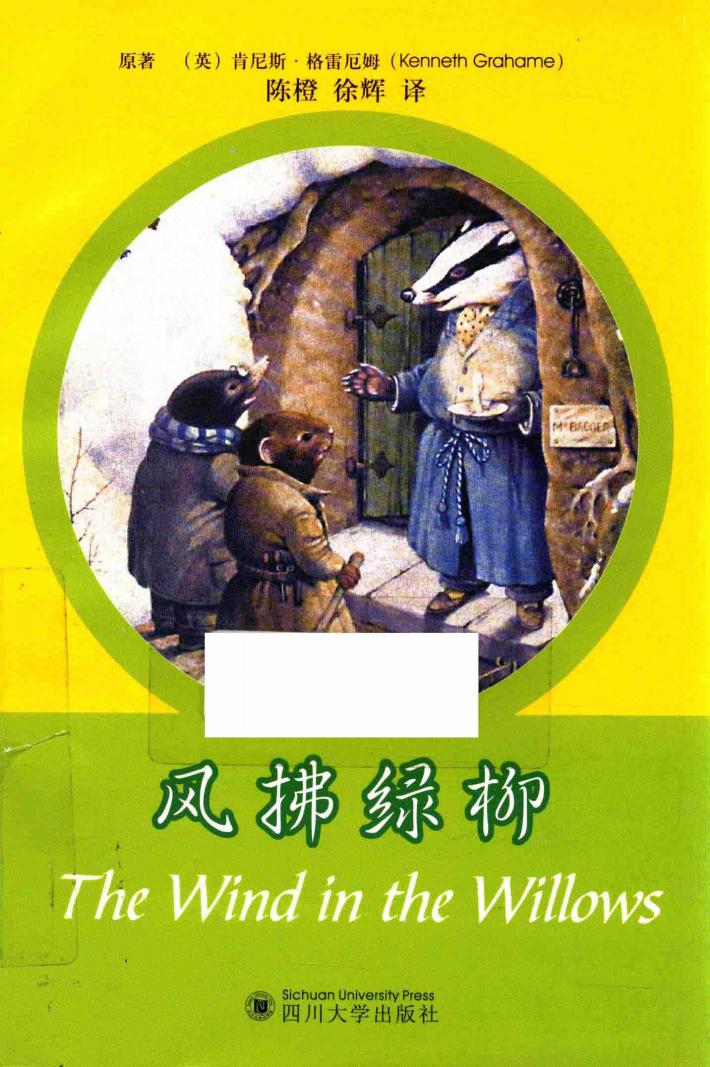 原著 （英）肯尼斯·格雷厄姆（Kenneth Grahame）
陈橙 徐辉 译
Mr BADGER
风拂绿柳
The Wind in the Willows
Sichuan University Press
四川大学出版社